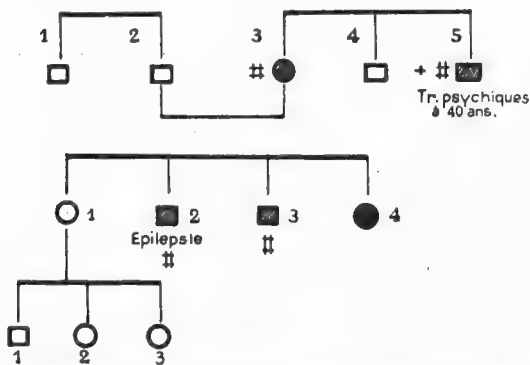 1 2 3 4 5
# + #
Tr. psychiques
à 40 ans.
1 2 3 4
Epilepsie
# #
1 2 3